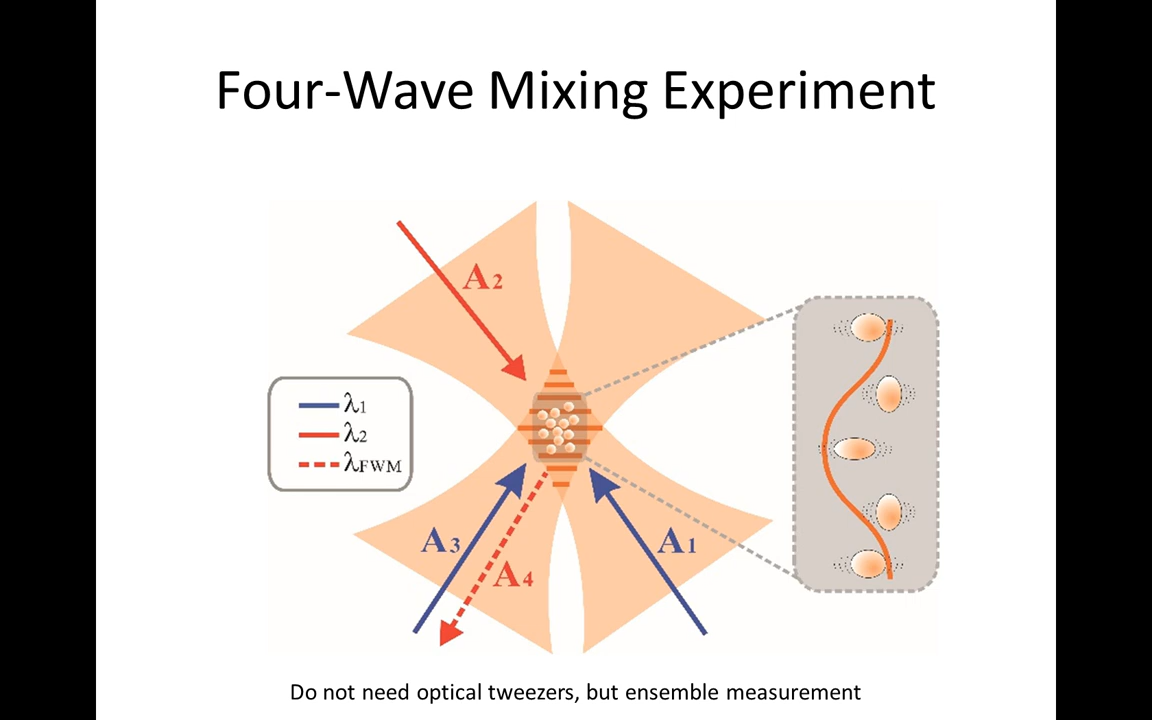 Four-Wave Mixing Experiment
A2
λ1
λ2
λFWM
A3
A4
A1
Do not need optical tweezers, but ensemble measurement